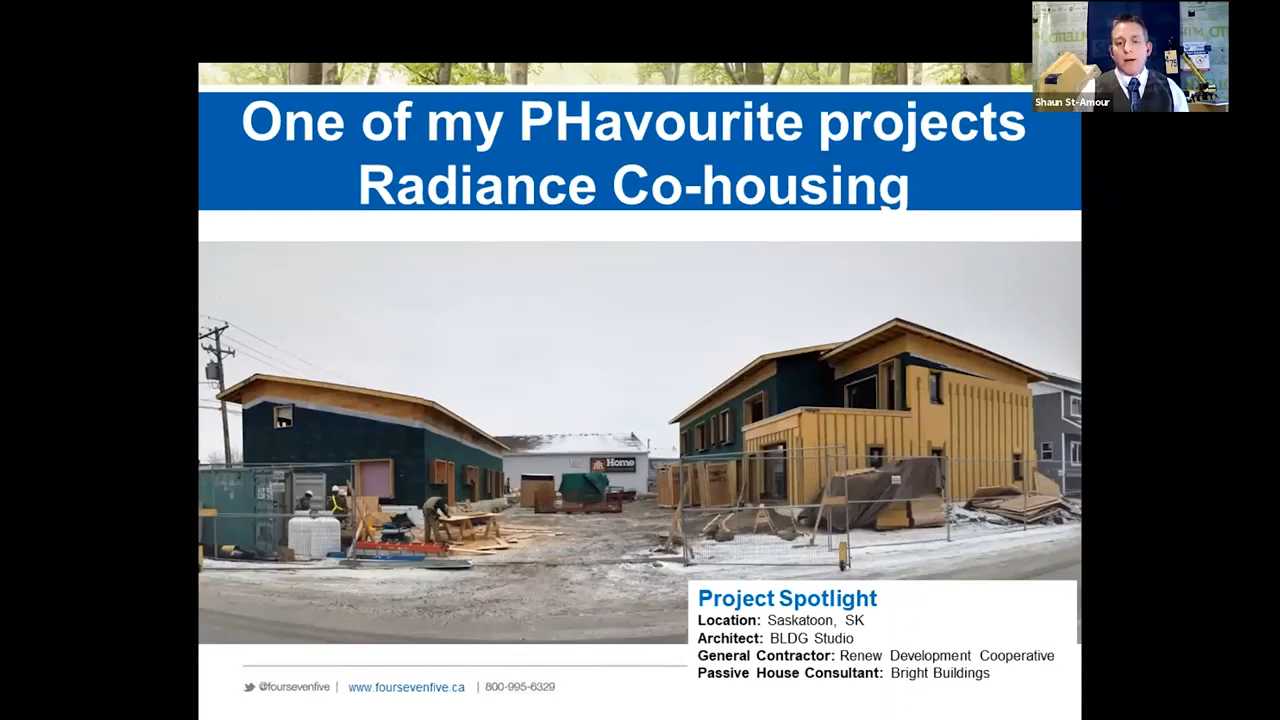 Shaun St-Amour
One of my PHavourite projects
Radiance Co-housing
Home
Project Spotlight
Location: Saskatoon, SK
Architect: BLDG Studio
General Contractor: Renew Development Cooperative
Passive House Consultant: Bright Buildings
@foursevenfive | www.foursevenfive.ca | 800-995-6329